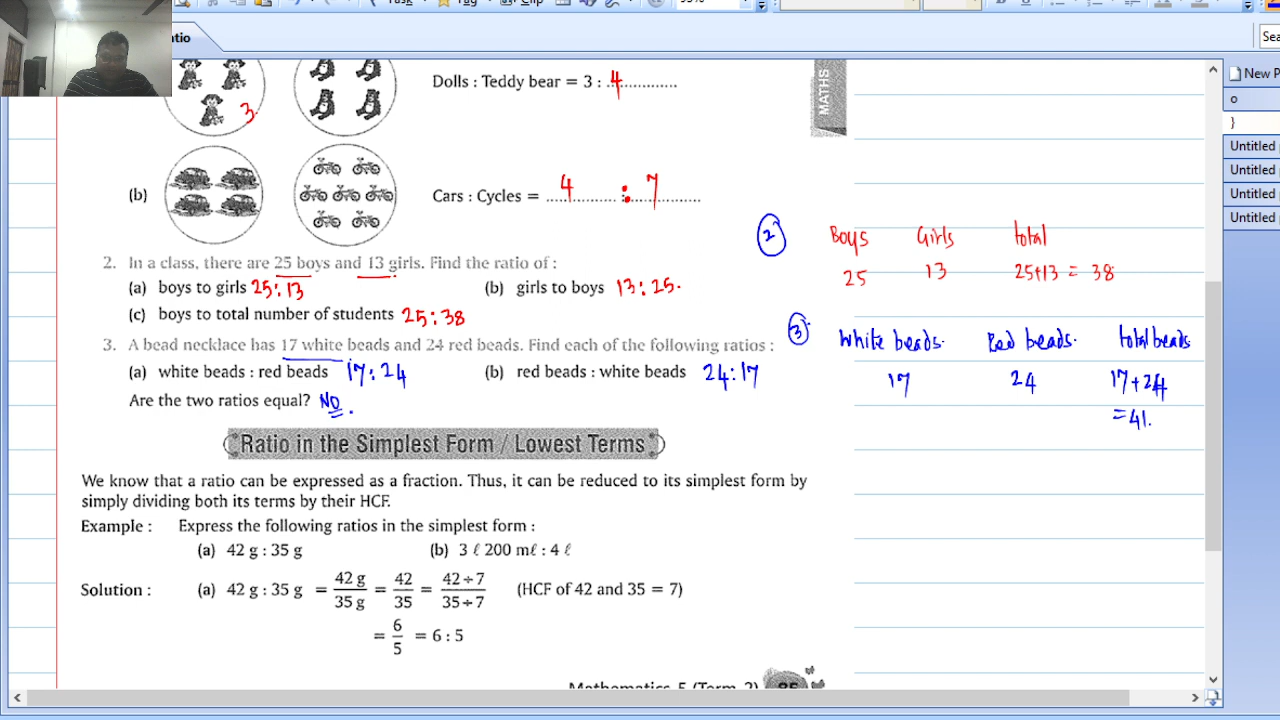 Task
Tag
Clip
95%
tio
Sea
New P
o
}
Untitled
Untitled
Untitled
Untitled
MATHS
Dolls : Teddy bear = 3 : 4
3
(b)
Cars : Cycles = 4 : 7
2. In a class, there are 25 boys and 13 girls. Find the ratio of :
(a) boys to girls 25:13
(b) girls to boys 13:25.
(c) boys to total number of students 25:38
3. A bead necklace has 17 white beads and 24 red beads. Find each of the following ratios :
(a) white beads : red beads 17:24
(b) red beads : white beads 24:17
Are the two ratios equal? No.
Ratio in the Simplest Form / Lowest Terms
We know that a ratio can be expressed as a fraction. Thus, it can be reduced to its simplest form by
simply dividing both its terms by their HCF.
Example : Express the following ratios in the simplest form :
(a) 42 g : 35 g
(b) 3 ℓ 200 mℓ : 4 ℓ
Solution : (a) 42 g : 35 g = 42 g/35 g = 42/35 = 42 ÷ 7/35 ÷ 7 (HCF of 42 and 35 = 7)
= 6/5 = 6 : 5
Mathematics-5 (Term-2) 85
2 Boys Girls total
25 13 25+13 = 38
3 White beads. Red beads. total beads
17 24 17+24
=41.